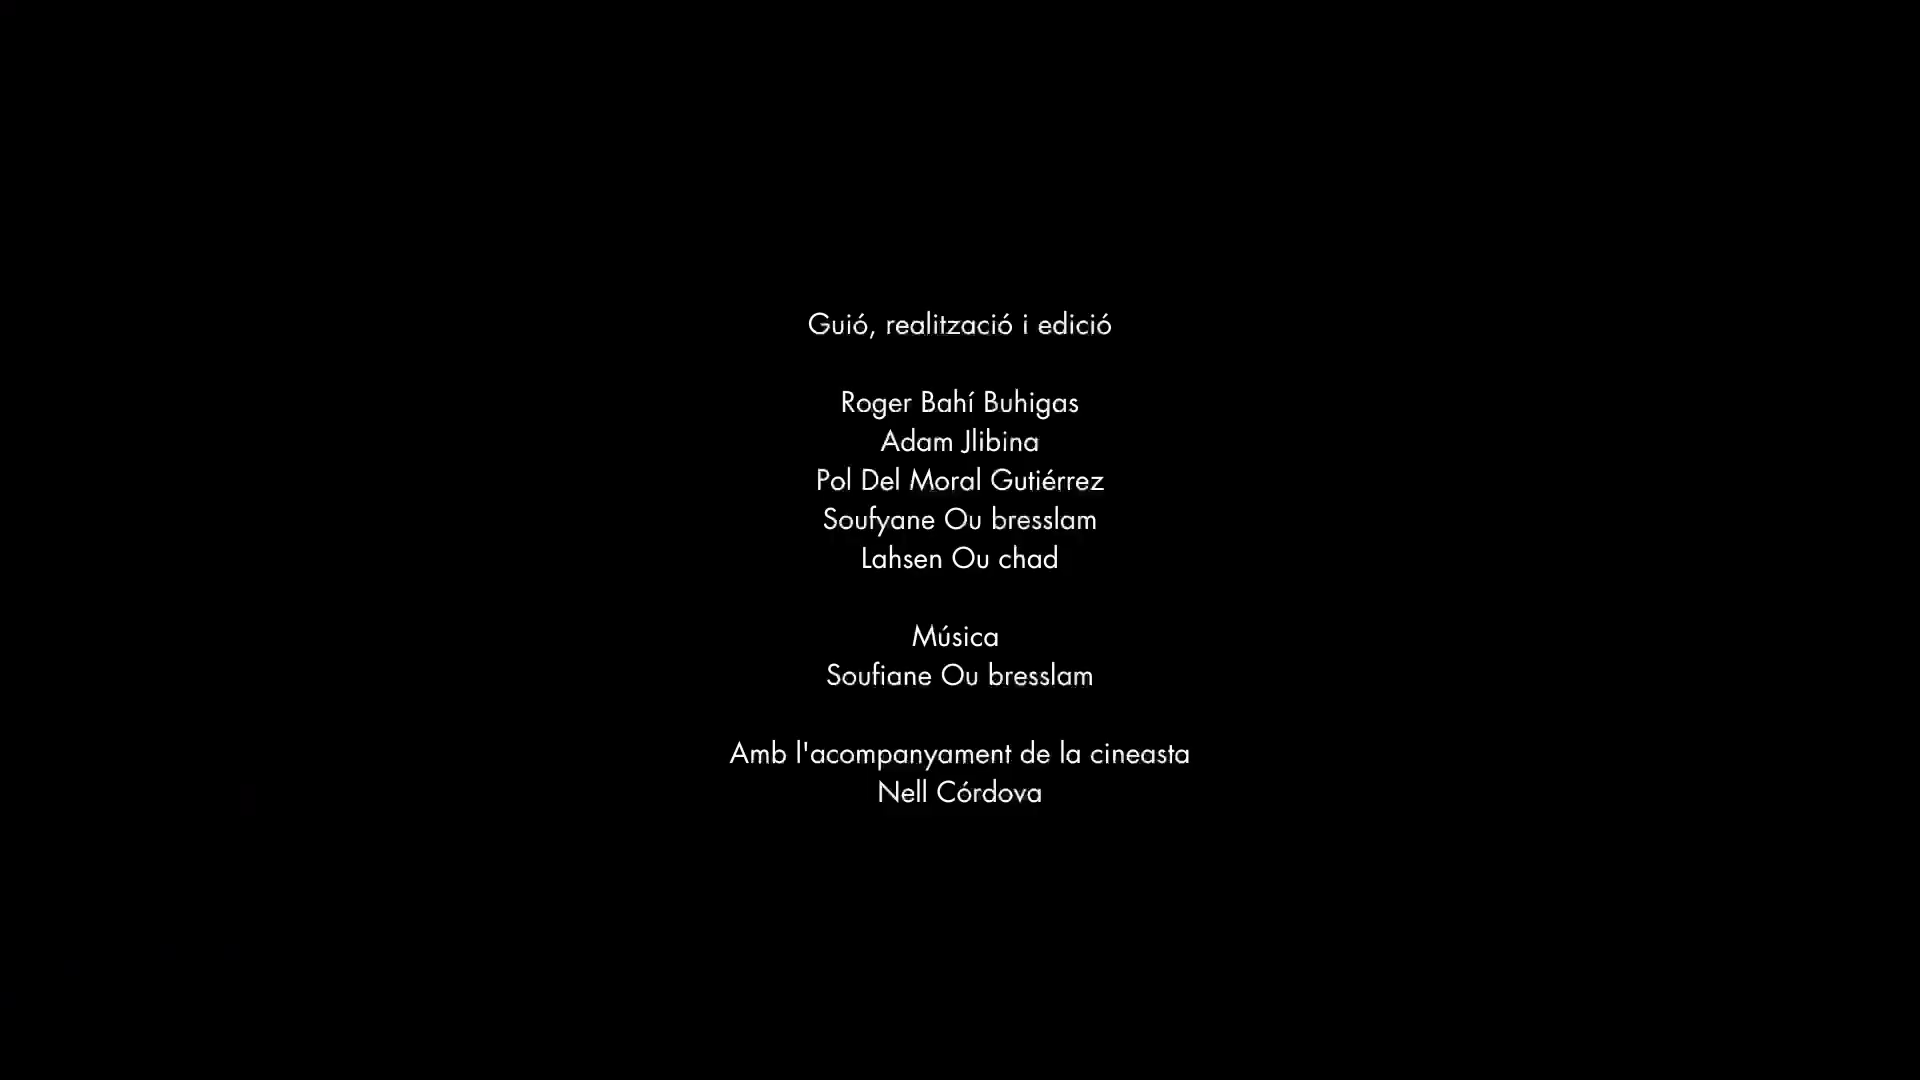 Guió, realització i edició
Roger Bahí Buhigas
Adam Jlibina
Pol Del Moral Gutiérrez
Soufyane Ou bresslam
Lahsen Ou chad
Música
Soufiane Ou bresslam
Amb l'acompanyament de la cineasta
Nell Córdova